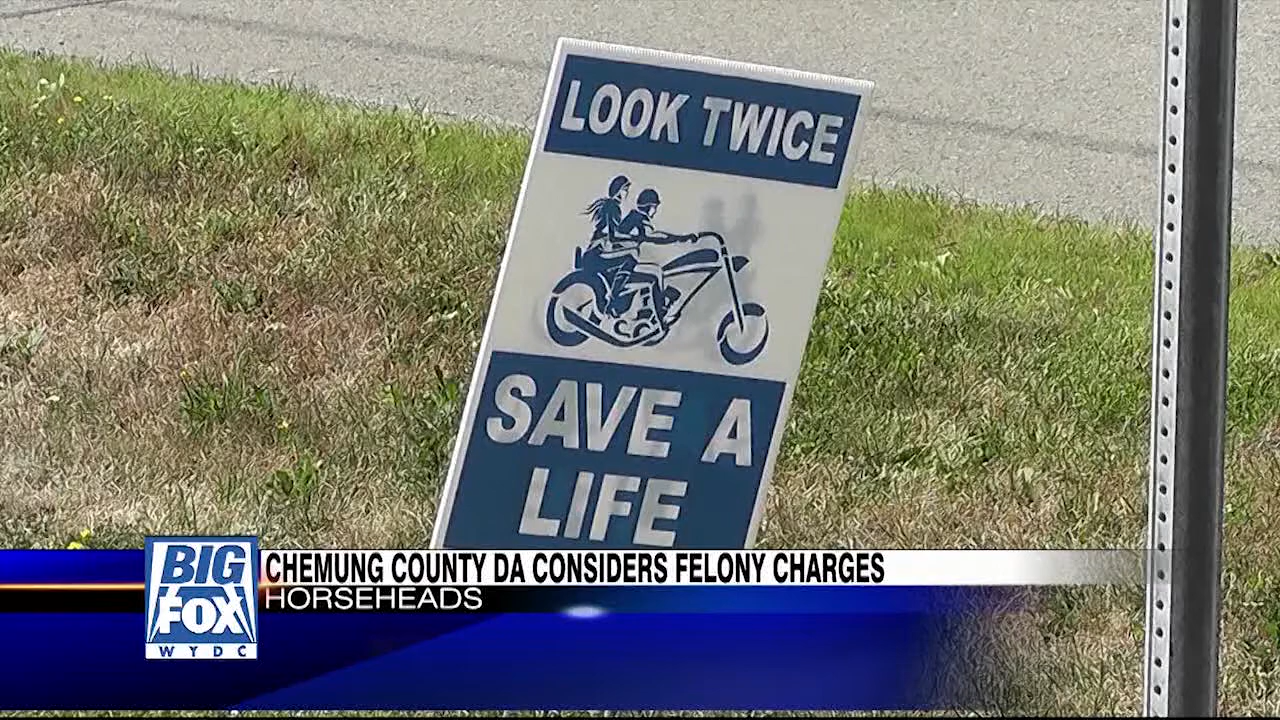 LOOK TWICE
SAVE A
LIFE
BIG
FOX
WYDC
CHEMUNG COUNTY DA CONSIDERS FELONY CHARGES
HORSEHEADS